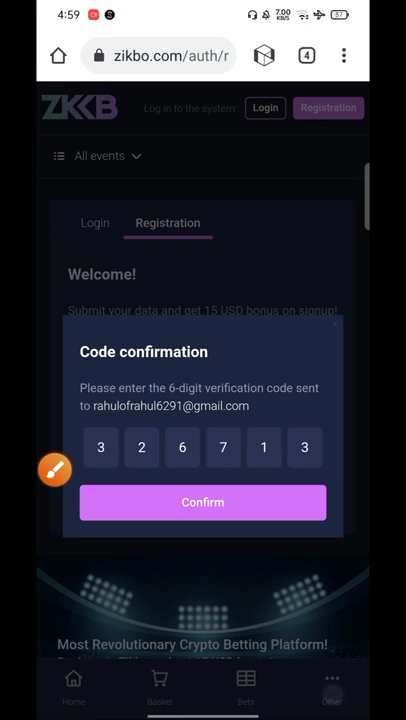 4:59
7.00
KB/S
57
zikbo.com/auth/r
4
ZKKB
Log in to the system:
Login
Registration
All events
Login
Registration
Welcome!
Submit your data and get 15 USD bonus on signup!
Code confirmation
Please enter the 6-digit verification code sent
to rahulofrahul6291@gmail.com
3 2 6 7 1 3
Confirm
Most Revolutionary Crypto Betting Platform!
Home
Basket
Bets
Other